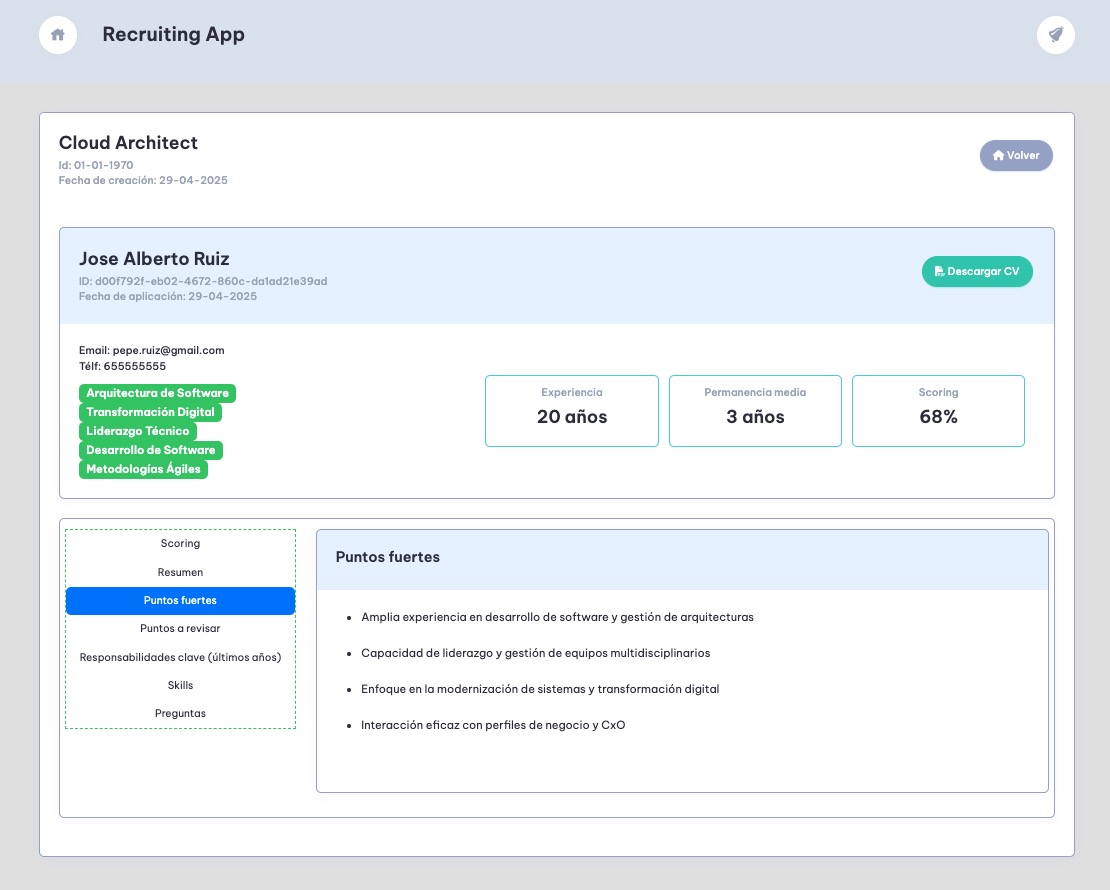 Recruiting App
Cloud Architect
Id: 01-01-1970
Fecha de creación: 29-04-2025
Volver
Jose Alberto Ruiz
ID: d00f792f-eb02-4672-860c-da1ad21e39ad
Fecha de aplicación: 29-04-2025
Descargar CV
Email: pepe.ruiz@gmail.com
Télf: 655555555
Arquitectura de Software
Transformación Digital
Liderazgo Técnico
Desarrollo de Software
Metodologías Ágiles
Experiencia
20 años
Permanencia media
3 años
Scoring
68%
Scoring
Resumen
Puntos fuertes
Puntos a revisar
Responsabilidades clave (últimos años)
Skills
Preguntas
Puntos fuertes
Amplia experiencia en desarrollo de software y gestión de arquitecturas
Capacidad de liderazgo y gestión de equipos multidisciplinarios
Enfoque en la modernización de sistemas y transformación digital
Interacción eficaz con perfiles de negocio y CxO